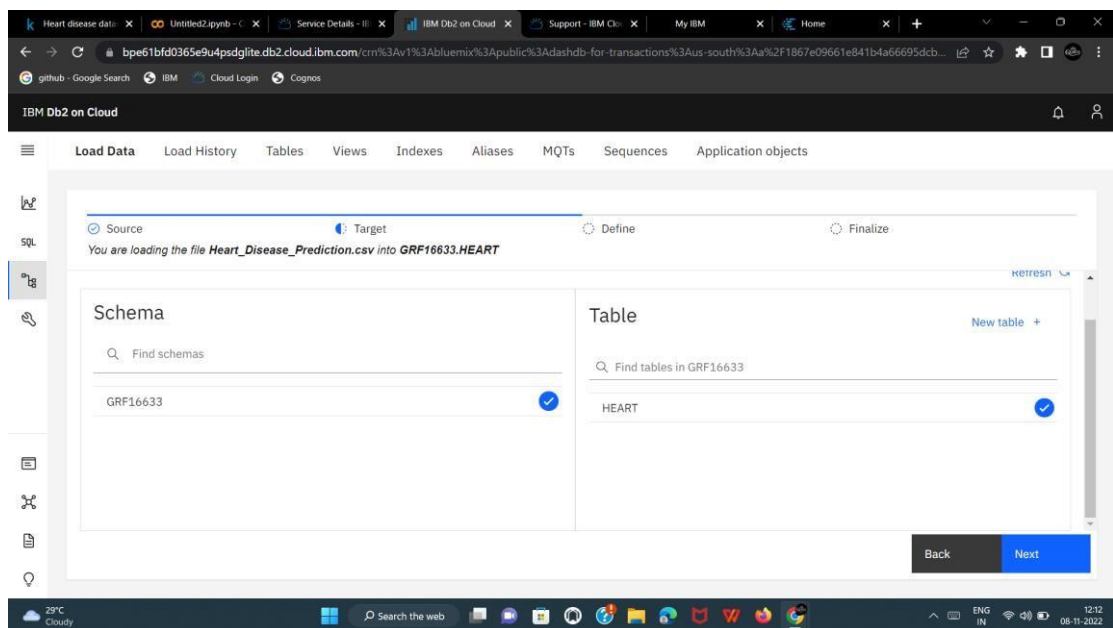 Heart disease data Untitled2.ipynb - C Service Details - IB IBM Db2 on Cloud Support - IBM Clo My IBM Home
bpe61bfd0365e9u4psdglite.db2.cloud.ibm.com/crn%3Av1%3Abluemix%3Apublic%3Adashdb-for-transactions%3Aus-south%3Aa%2F1867e09661e841b4a66695dcb...
github - Google Search IBM Cloud Login Cognos
IBM Db2 on Cloud
Load Data Load History Tables Views Indexes Aliases MQTs Sequences Application objects
Source Target Define Finalize
SQL
You are loading the file Heart_Disease_Prediction.csv into GRF16633.HEART
Refresh
Schema Table
New table +
Find schemas
Find tables in GRF16633
GRF16633
HEART
Back Next
29°C
Cloudy
Search the web
ENG
IN
12:12
08-11-2022